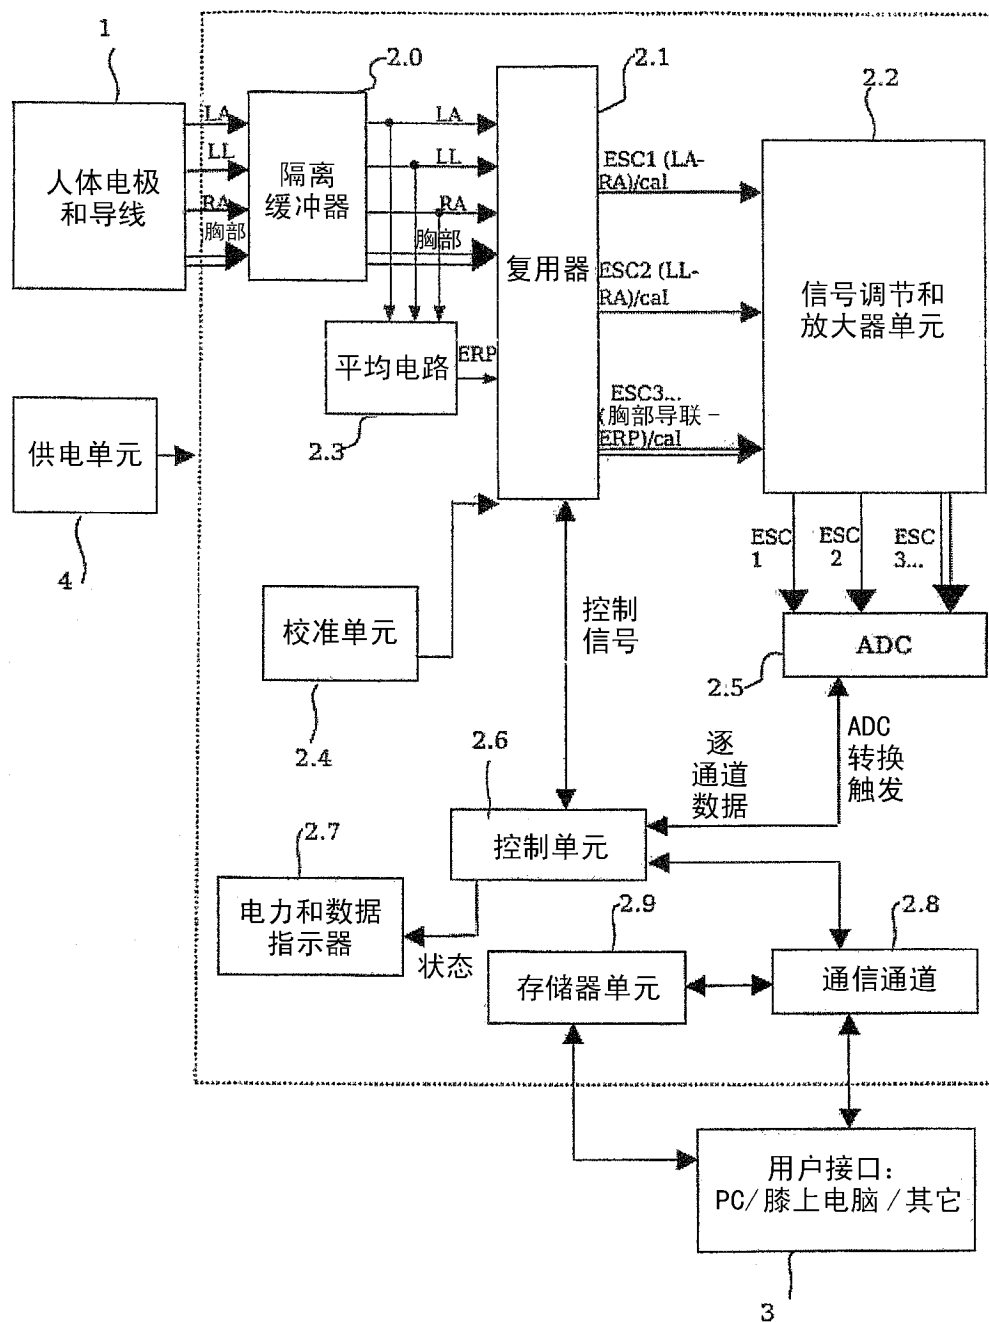 1
2.0
2.1
2.2
人体电极
和导线
LA
LL
RA
胸部
隔离
缓冲器
LA
LL
RA
胸部
复用器
ESC1 (LA-
RA)/cal
ESC2 (LL-
RA)/cal
ESC3...
(胸部导联-
ERP)/cal
信号调节和
放大器单元
平均电路
ERP
2.3
供电单元
4
ESC
1
ESC
2
ESC
3...
校准单元
2.4
控制
信号
ADC
2.5
ADC
转换
触发
逐
通道
数据
2.6
控制单元
2.7
电力和数据
指示器
状态
2.9
存储器单元
2.8
通信通道
用户接口:
PC/膝上电脑/其它
3